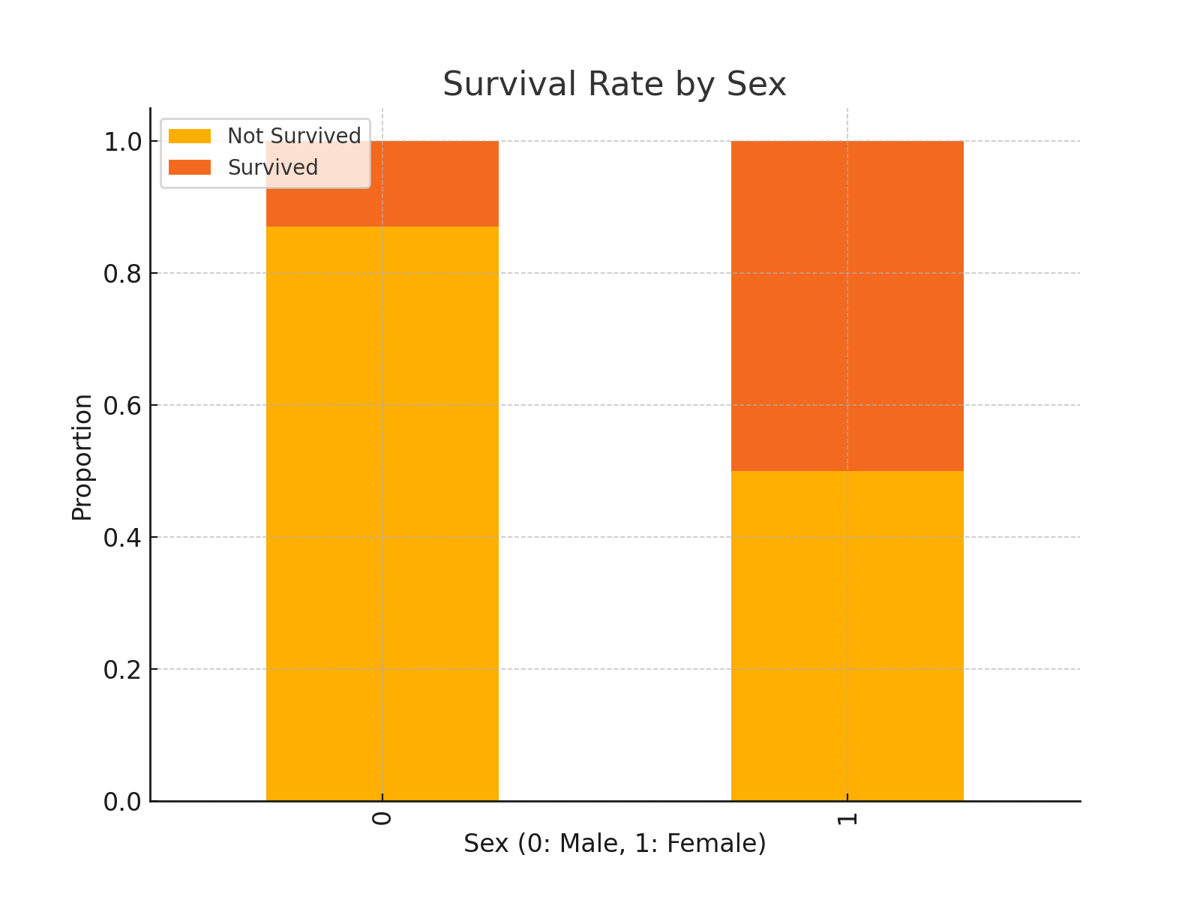 Survival Rate by Sex
Not Survived
Survived
1.0
0.8
0.6
0.4
0.2
0.0
Proportion
0
1
Sex (0: Male, 1: Female)